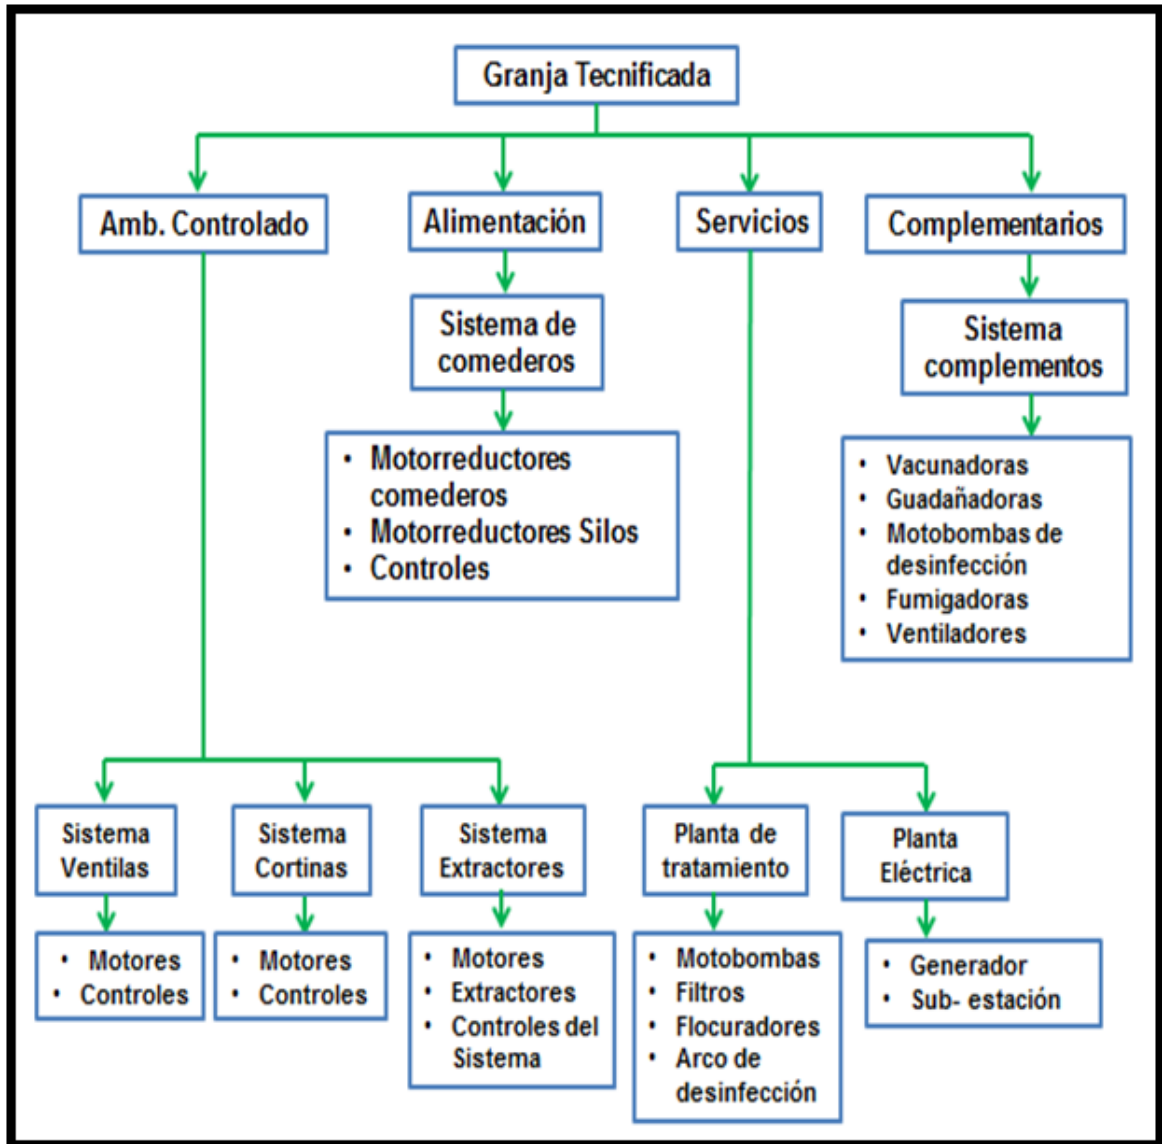 Granja Tecnificada
Amb. Controlado
Alimentación
Servicios
Complementarios
Sistema de
comederos
Sistema
complementos
• Motorreductores
comederos
• Motorreductores Silos
• Controles
• Vacunadoras
• Guadañadoras
• Motobombas de
desinfección
• Fumigadoras
• Ventiladores
Sistema
Ventilas
Sistema
Cortinas
Sistema
Extractores
Planta de
tratamiento
Planta
Eléctrica
• Motores
• Controles
• Motores
• Controles
• Motores
• Extractores
• Controles del
Sistema
• Motobombas
• Filtros
• Flocuradores
• Arco de
desinfección
• Generador
• Sub- estación